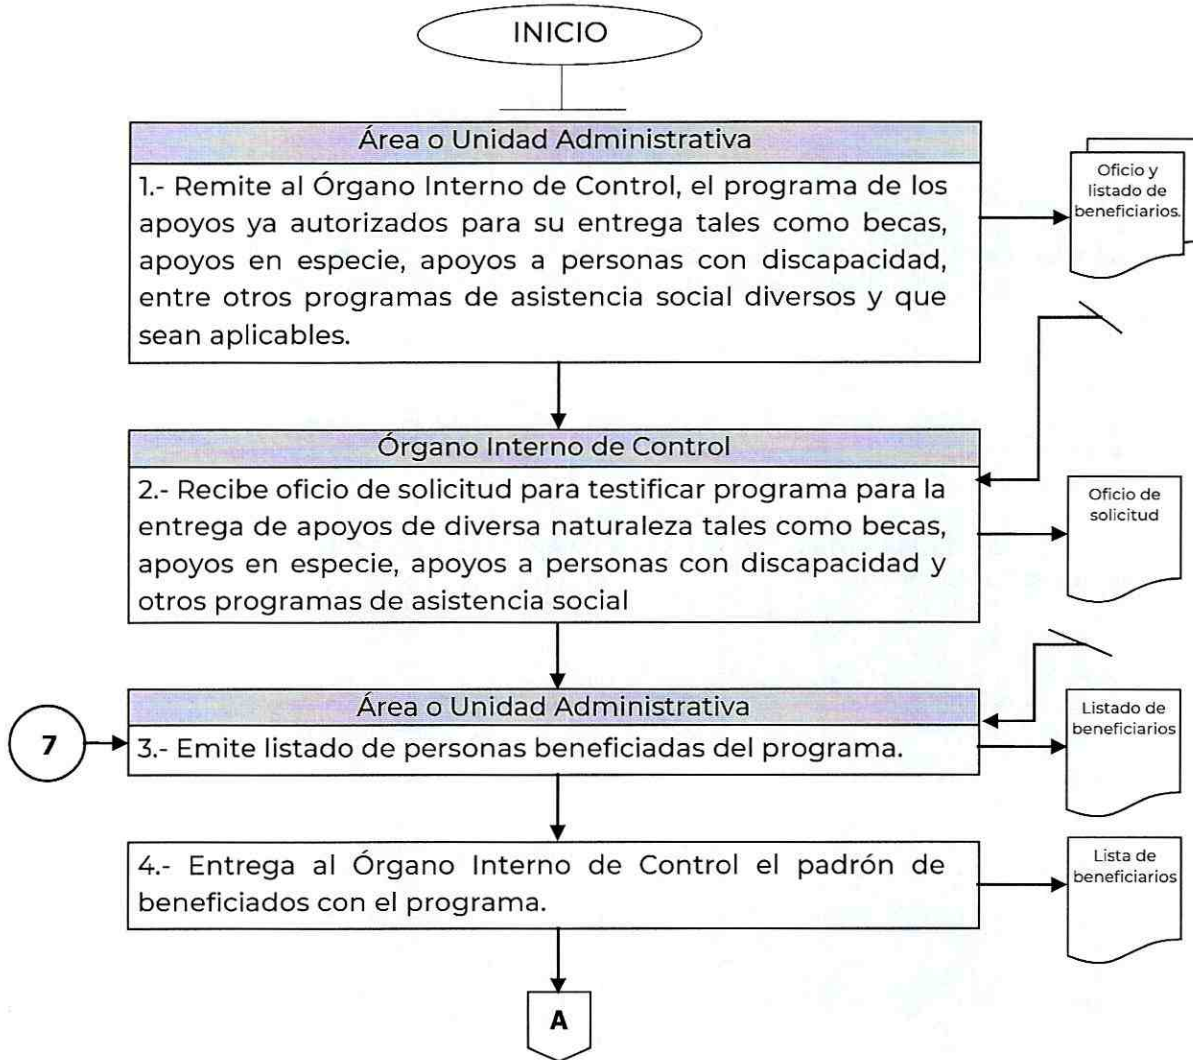 INICIO
Área o Unidad Administrativa
1.- Remite al Órgano Interno de Control, el programa de los
apoyos ya autorizados para su entrega tales como becas,
apoyos en especie, apoyos a personas con discapacidad,
entre otros programas de asistencia social diversos y que
sean aplicables.
Oficio y
listado de
beneficiarios.
Órgano Interno de Control
2.- Recibe oficio de solicitud para testificar programa para la
entrega de apoyos de diversa naturaleza tales como becas,
apoyos en especie, apoyos a personas con discapacidad y
otros programas de asistencia social
Oficio de
solicitud
Área o Unidad Administrativa
7
3.- Emite listado de personas beneficiadas del programa.
Listado de
beneficiarios
4.- Entrega al Órgano Interno de Control el padrón de
beneficiados con el programa.
Lista de
beneficiarios
A